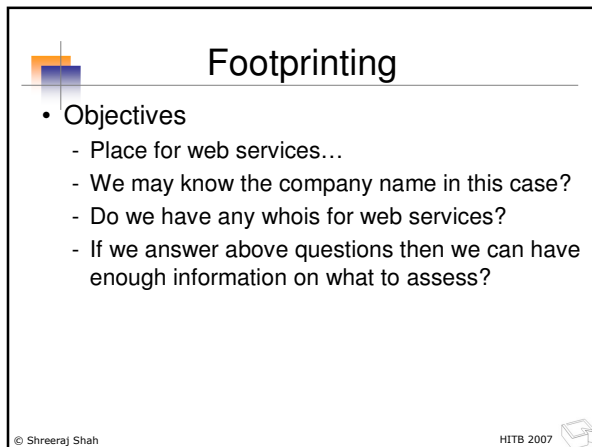 Footprinting
• Objectives
- Place for web services…
- We may know the company name in this case?
- Do we have any whois for web services?
- If we answer above questions then we can have
enough information on what to assess?
© Shreeraj Shah
HITB 2007